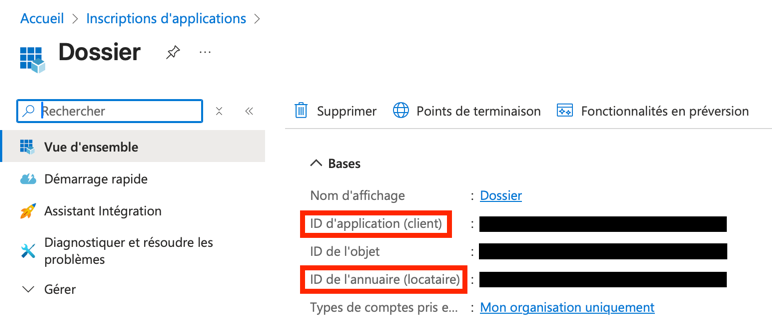 Accueil > Inscriptions d'applications >
Dossier
Rechercher
Supprimer Points de terminaison Fonctionnalités en préversion
Vue d'ensemble
Démarrage rapide
Assistant Intégration
Diagnostiquer et résoudre les
problèmes
Gérer
Bases
Nom d'affichage : Dossier
ID d'application (client) :
ID de l'objet :
ID de l'annuaire (locataire) :
Types de comptes pris e... : Mon organisation uniquement